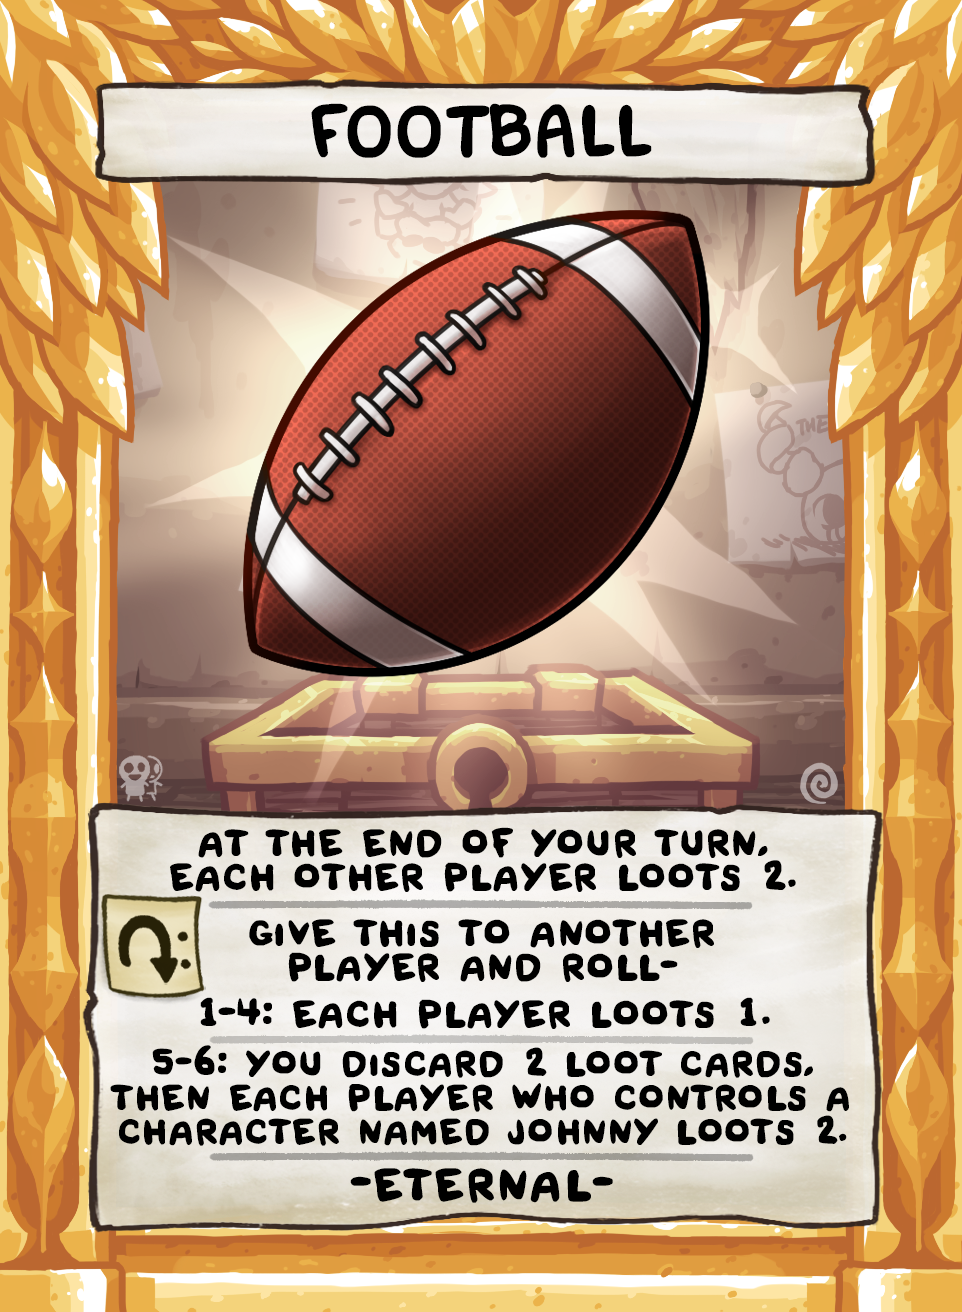 FOOTBALL
THE
AT THE END OF YOUR TURN,
EACH OTHER PLAYER LOOTS 2.
GIVE THIS TO ANOTHER
PLAYER AND ROLL-
1-4: EACH PLAYER LOOTS 1.
5-6: YOU DISCARD 2 LOOT CARDS,
THEN EACH PLAYER WHO CONTROLS A
CHARACTER NAMED JOHNNY LOOTS 2.
-ETERNAL-